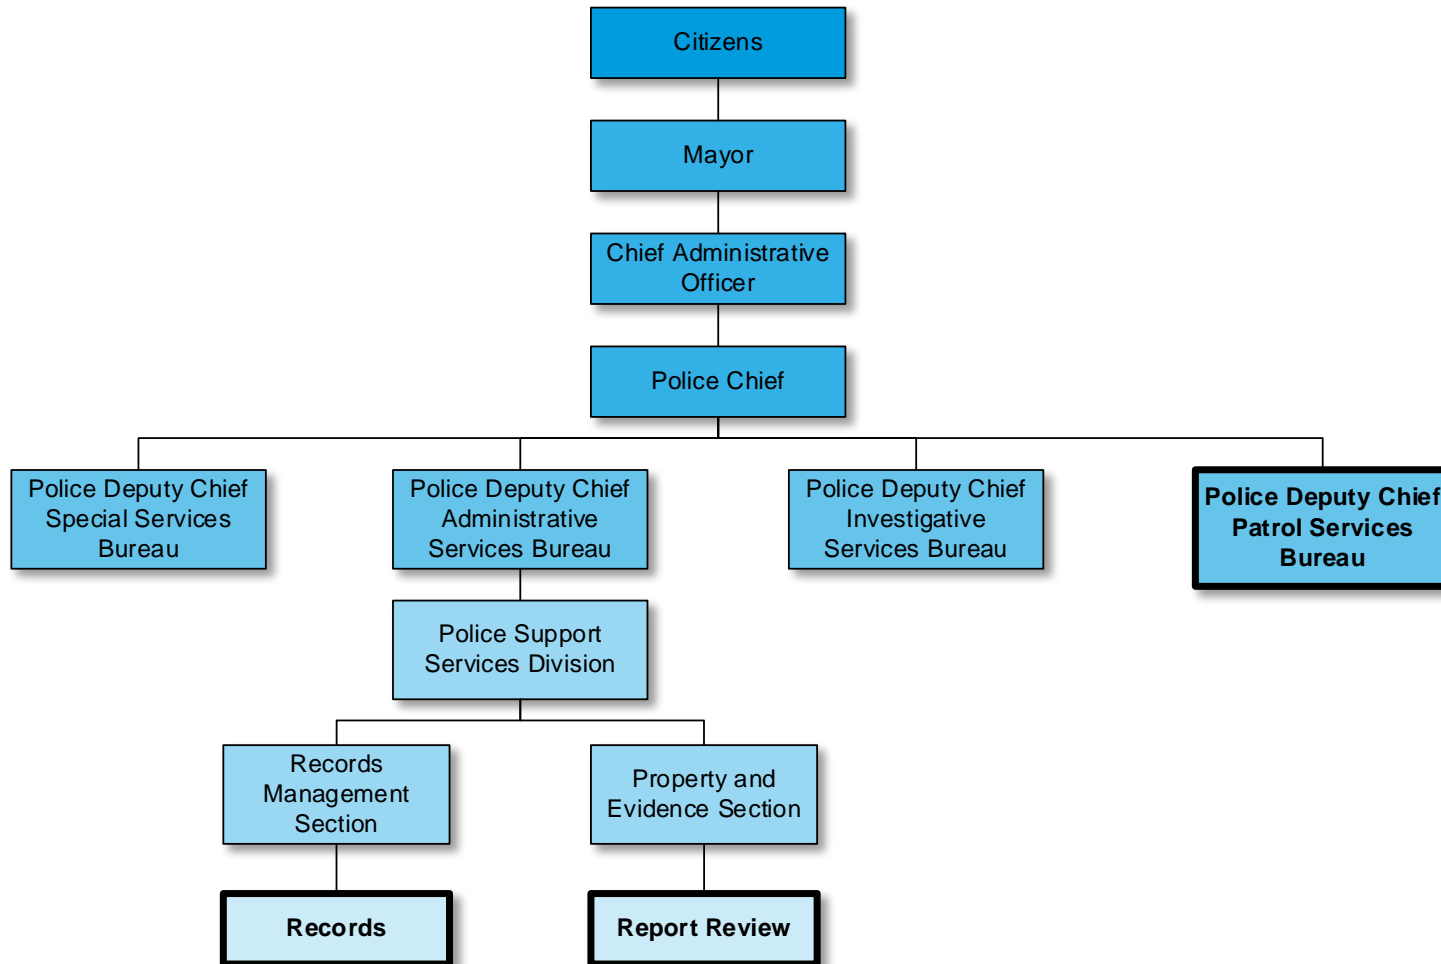 Citizens
Mayor
Chief Administrative
Officer
Police Chief
Police Deputy Chief
Special Services
Bureau
Police Deputy Chief
Administrative
Services Bureau
Police Deputy Chief
Investigative
Services Bureau
Police Deputy Chief
Patrol Services
Bureau
Police Support
Services Division
Records
Management
Section
Property and
Evidence Section
Records
Report Review